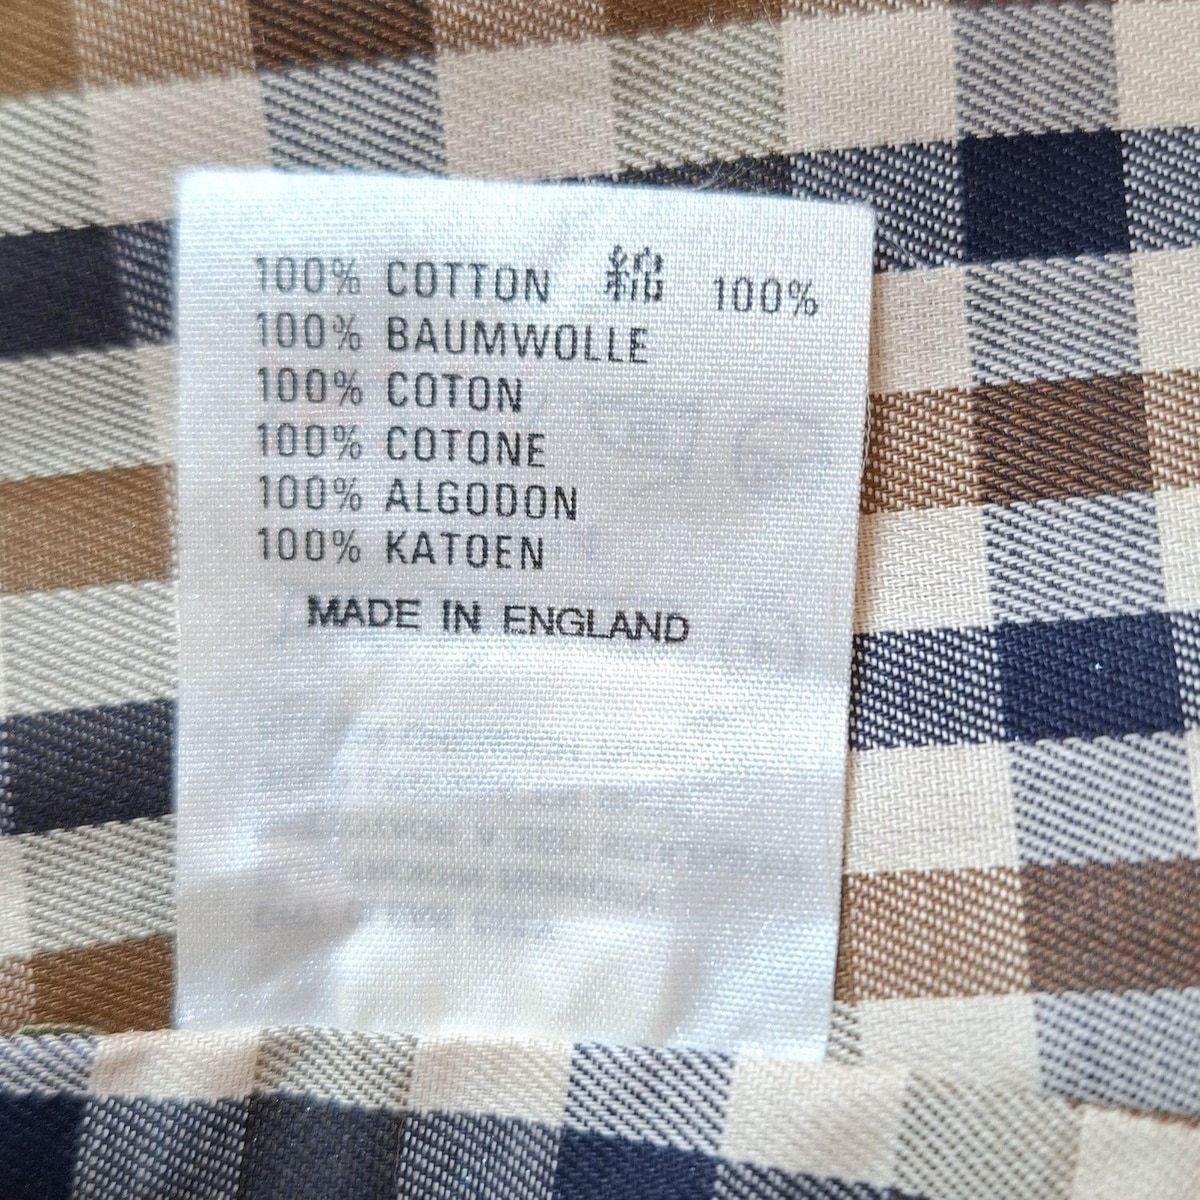 100% COTTON 綿 100%
100% BAUMWOLLE
100% COTON
100% COTONE
100% ALGODON
100% KATOEN
MADE IN ENGLAND